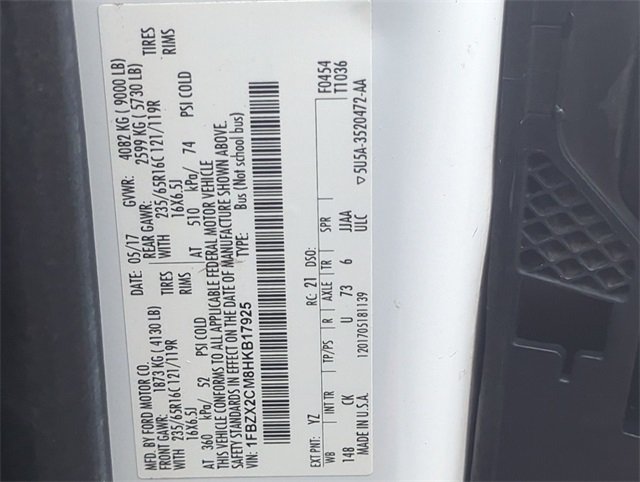 MFD. BY FORD MOTOR CO.
DATE: 05/17 GVWR: 4082 KG ( 9000 LB)
FRONT GAWR: 1873 KG ( 4130 LB) REAR GAWR: 2599 KG ( 5730 LB)
WITH 235/65R16C 121/119R TIRES WITH 235/65R16C 121/119R TIRES
16X6.5J RIMS 16X6.5J RIMS
AT 360 kPa/ 52 PSI COLD AT 510 kPa/ 74 PSI COLD
THIS VEHICLE CONFORMS TO ALL APPLICABLE FEDERAL MOTOR VEHICLE
SAFETY STANDARDS IN EFFECT ON THE DATE OF MANUFACTURE SHOWN ABOVE.
VIN: 1FBZX2CM8HKB17925 TYPE: Bus (Not school bus)
EXT PNT: YZ RC: 21 DSO: F0454
WB INT TR TP/PS R AXLE TR SPR T1036
148 CK U 73 6 JJAA
MADE IN U.S.A. 1201705181139 ULC ▽5U5A-3520472-AA